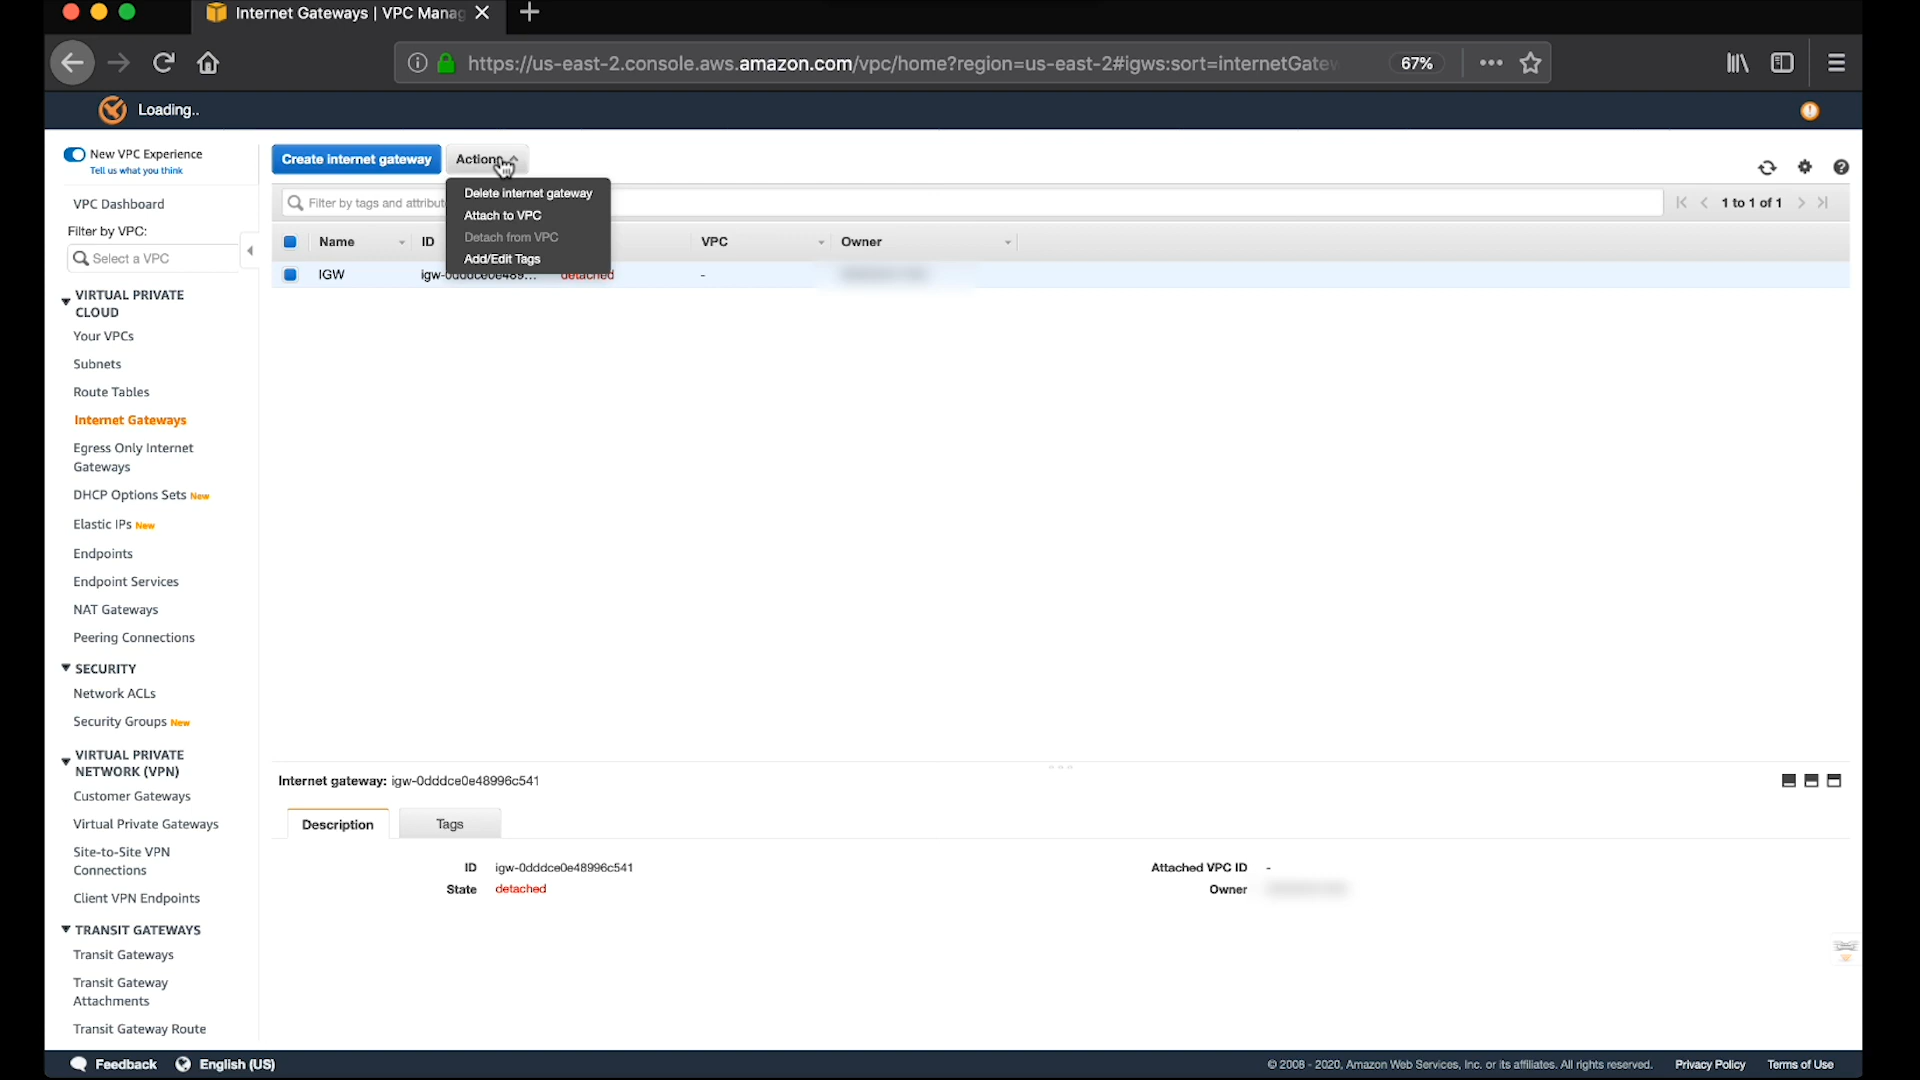 Internet Gateways | VPC Manag
https://us-east-2.console.aws.amazon.com/vpc/home?region=us-east-2#igws:sort=internetGatew
67%
Loading..
New VPC Experience
Tell us what you think
VPC Dashboard
Filter by VPC:
Select a VPC
VIRTUAL PRIVATE
CLOUD
Your VPCs
Subnets
Route Tables
Internet Gateways
Egress Only Internet
Gateways
DHCP Options Sets New
Elastic IPs New
Endpoints
Endpoint Services
NAT Gateways
Peering Connections
SECURITY
Network ACLs
Security Groups New
VIRTUAL PRIVATE
NETWORK (VPN)
Customer Gateways
Virtual Private Gateways
Site-to-Site VPN
Connections
Client VPN Endpoints
TRANSIT GATEWAYS
Transit Gateways
Transit Gateway
Attachments
Transit Gateway Route
Create internet gateway
Actions
Delete internet gateway
Attach to VPC
Detach from VPC
Add/Edit Tags
Filter by tags and attribut
1 to 1 of 1
Name ID VPC Owner
IGW igw-0dddce0e489... detached -
Internet gateway: igw-0dddce0e48996c541
Description Tags
ID igw-0dddce0e48996c541
State detached
Attached VPC ID -
Owner
Feedback English (US)
© 2008 - 2020, Amazon Web Services, Inc. or its affiliates. All rights reserved. Privacy Policy Terms of Use